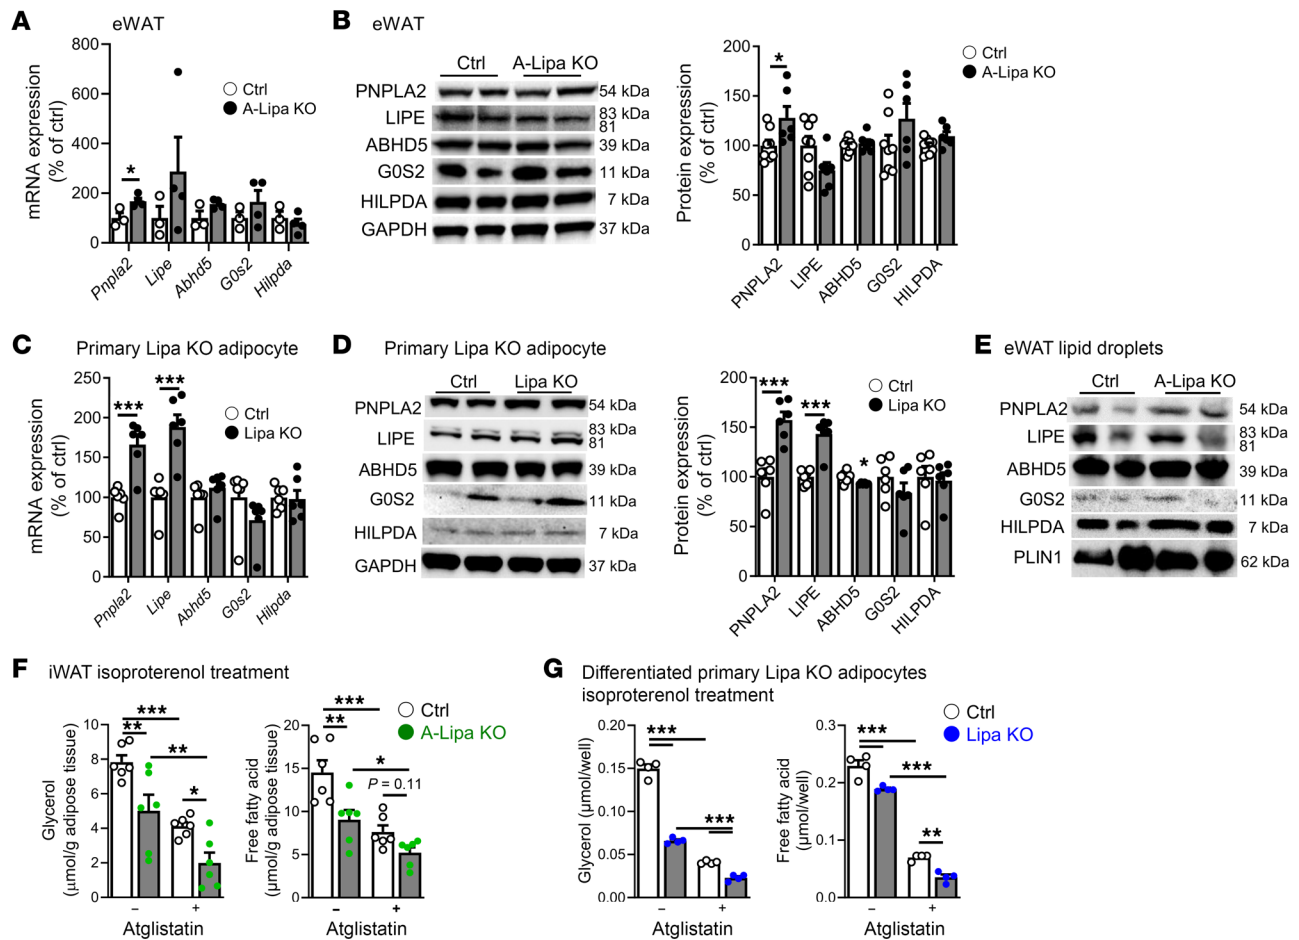 A
eWAT
mRNA expression
(% of ctrl)
800
600
400
200
0
Ctrl
A-Lipa KO
*
Pnpla2
Lipe
Abhd5
G0s2
Hilpda
B
eWAT
Ctrl
A-Lipa KO
PNPLA2
54 kDa
LIPE
83 kDa
81
ABHD5
39 kDa
G0S2
11 kDa
HILPDA
7 kDa
GAPDH
37 kDa
Protein expression
(% of ctrl)
200
150
100
50
0
*
Ctrl
A-Lipa KO
PNPLA2
LIPE
ABHD5
G0S2
HILPDA
C
Primary Lipa KO adipocyte
mRNA expression
(% of ctrl)
250
200
150
100
50
0
***
***
Ctrl
Lipa KO
Pnpla2
Lipe
Abhd5
G0s2
Hilpda
D
Primary Lipa KO adipocyte
Ctrl
Lipa KO
PNPLA2
54 kDa
LIPE
83 kDa
81
ABHD5
39 kDa
G0S2
11 kDa
HILPDA
7 kDa
GAPDH
37 kDa
Protein expression
(% of ctrl)
200
150
100
50
0
***
***
*
Ctrl
Lipa KO
PNPLA2
LIPE
ABHD5
G0S2
HILPDA
E
eWAT lipid droplets
Ctrl
A-Lipa KO
PNPLA2
54 kDa
LIPE
83 kDa
81
ABHD5
39 kDa
G0S2
11 kDa
HILPDA
7 kDa
PLIN1
62 kDa
F
iWAT isoproterenol treatment
Glycerol
(μmol/g adipose tissue)
10
8
6
4
2
0
***
**
**
*
–
+
Atglistatin
Free fatty acid
(μmol/g adipose tissue)
20
15
10
5
0
***
**
*
P = 0.11
–
+
Atglistatin
Ctrl
A-Lipa KO
G
Differentiated primary Lipa KO adipocytes
isoproterenol treatment
Glycerol (μmol/well)
0.20
0.15
0.10
0.05
0.00
***
***
–
+
Atglistatin
Free fatty acid
(μmol/well)
0.3
0.2
0.1
0.0
***
***
**
–
+
Atglistatin
Ctrl
Lipa KO